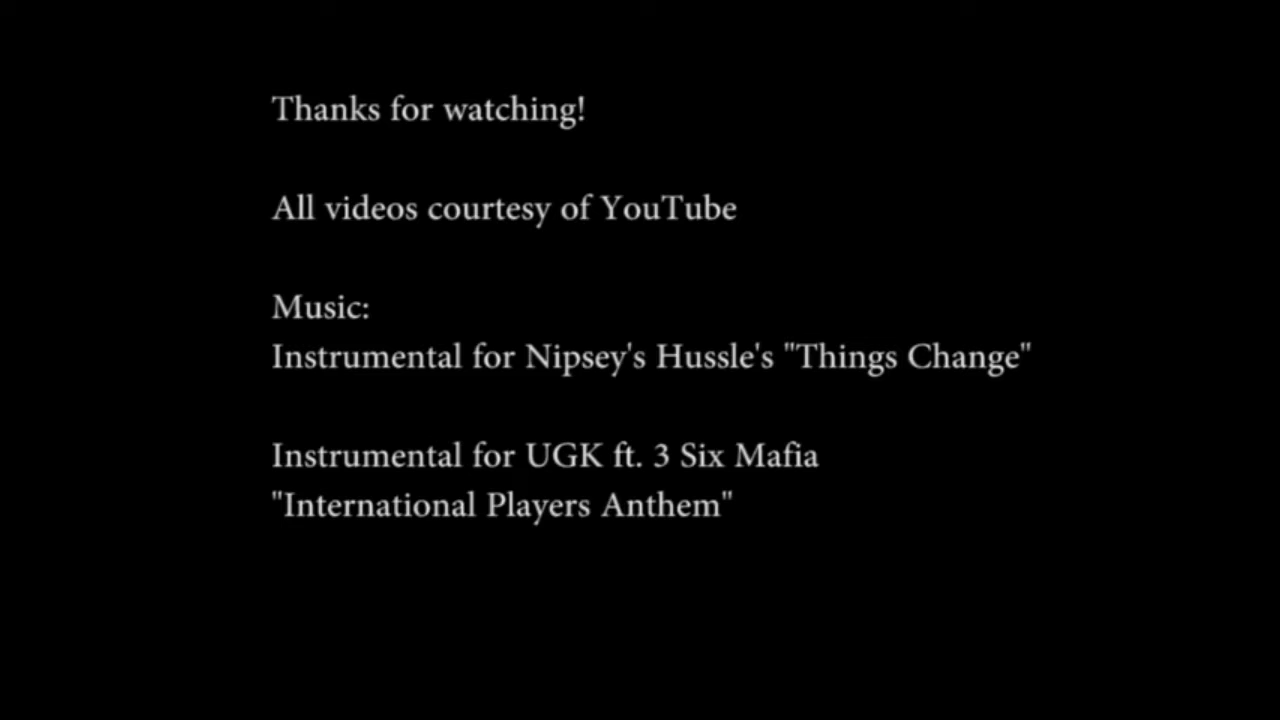 Thanks for watching!
All videos courtesy of YouTube
Music:
Instrumental for Nipsey's Hussle's "Things Change"
Instrumental for UGK ft. 3 Six Mafia
"International Players Anthem"